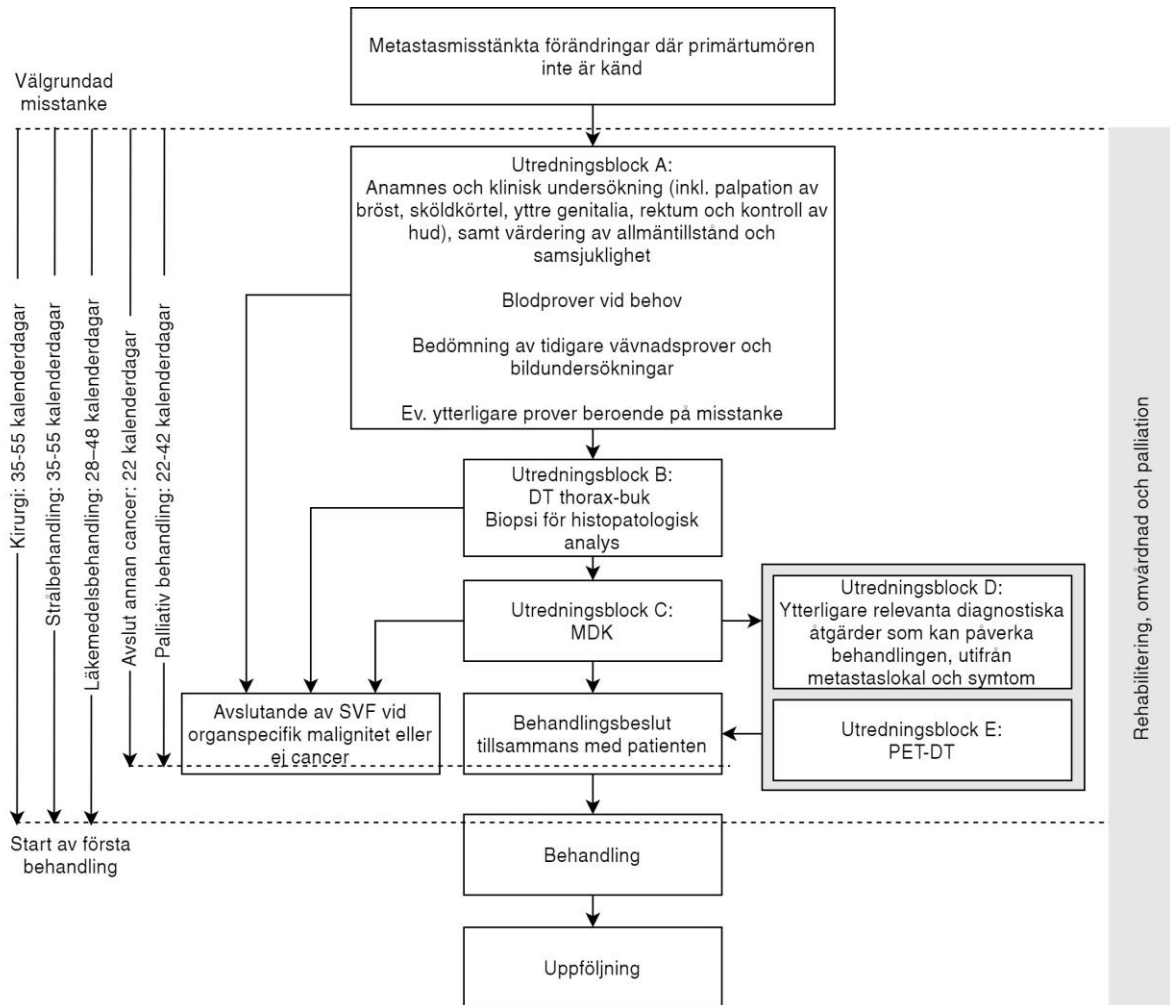 Metastasmisstänkta förändringar där primärtumören
inte är känd
Välgrundad
misstanke
Utredningsblock A:
Anamnes och klinisk undersökning (inkl. palpation av
bröst, sköldkörtel, yttre genitalia, rektum och kontroll av
hud), samt värdering av allmäntillstånd och
samsjuklighet
Blodprover vid behov
Bedömning av tidigare vävnadsprover och
bildundersökningar
Ev. ytterligare prover beroende på misstanke
Kirurgi: 35-55 kalenderdagar
Strålbehandling: 35-55 kalenderdagar
Läkemedelsbehandling: 28–48 kalenderdagar
Avslut annan cancer: 22 kalenderdagar
Palliativ behandling: 22-42 kalenderdagar
Utredningsblock B:
DT thorax-buk
Biopsi för histopatologisk
analys
Utredningsblock C:
MDK
Utredningsblock D:
Ytterligare relevanta diagnostiska
åtgärder som kan påverka
behandlingen, utifrån
metastaslokal och symtom
Utredningsblock E:
PET-DT
Avslutande av SVF vid
organspecifik malignitet eller
ej cancer
Behandlingsbeslut
tillsammans med patienten
Start av första
behandling
Behandling
Uppföljning
Rehabilitering, omvårdnad och palliation